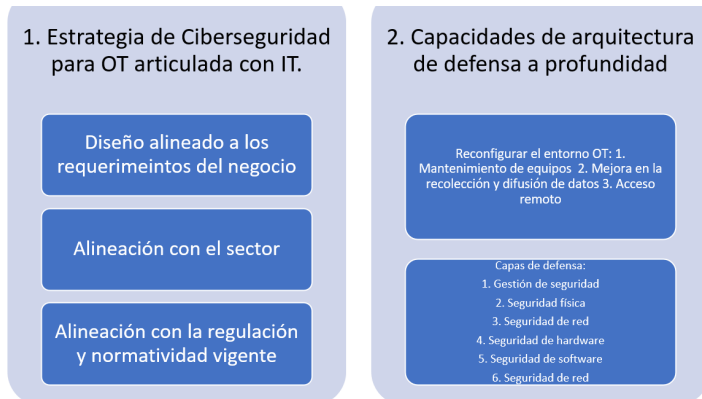 1. Estrategia de Ciberseguridad
para OT articulada con IT.
Diseño alineado a los
requerimeintos del negocio
Alineación con el sector
Alineación con la regulación
y normatividad vigente
2. Capacidades de arquitectura
de defensa a profundidad
Reconfigurar el entorno OT: 1.
Mantenimiento de equipos 2. Mejora en la
recolección y difusión de datos 3. Acceso
remoto
Capas de defensa:
1. Gestión de seguridad
2. Seguridad física
3. Seguridad de red
4. Seguridad de hardware
5. Seguridad de software
6. Seguridad de red